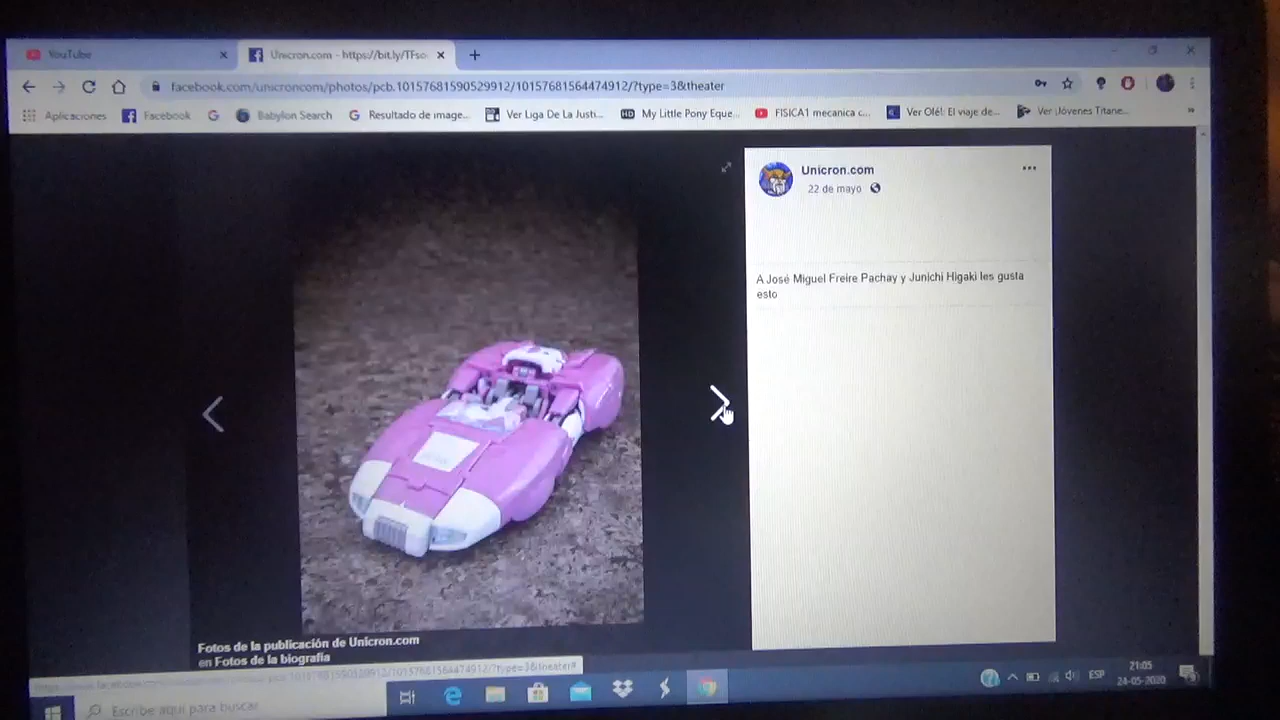 YouTube
Unicron.com - https://bit.ly/TFso
facebook.com/unicroncom/photos/pcb.10157681590529912/10157681564474912/?type=3&theater
Aplicaciones Facebook Babylon Search Resultado de image... Ver Liga De La Justi... HD My Little Pony Eque... FISICA1 mecanica c... Ver Olé!: El viaje de... Ver ¡Jóvenes Titane...
Unicron.com
22 de mayo
A José Miguel Freire Pachay y Junichi Higaki les gusta
esto
Fotos de la publicación de Unicron.com
en Fotos de la biografía
Escribe aquí para buscar
ESP
21:05
24-05-2020